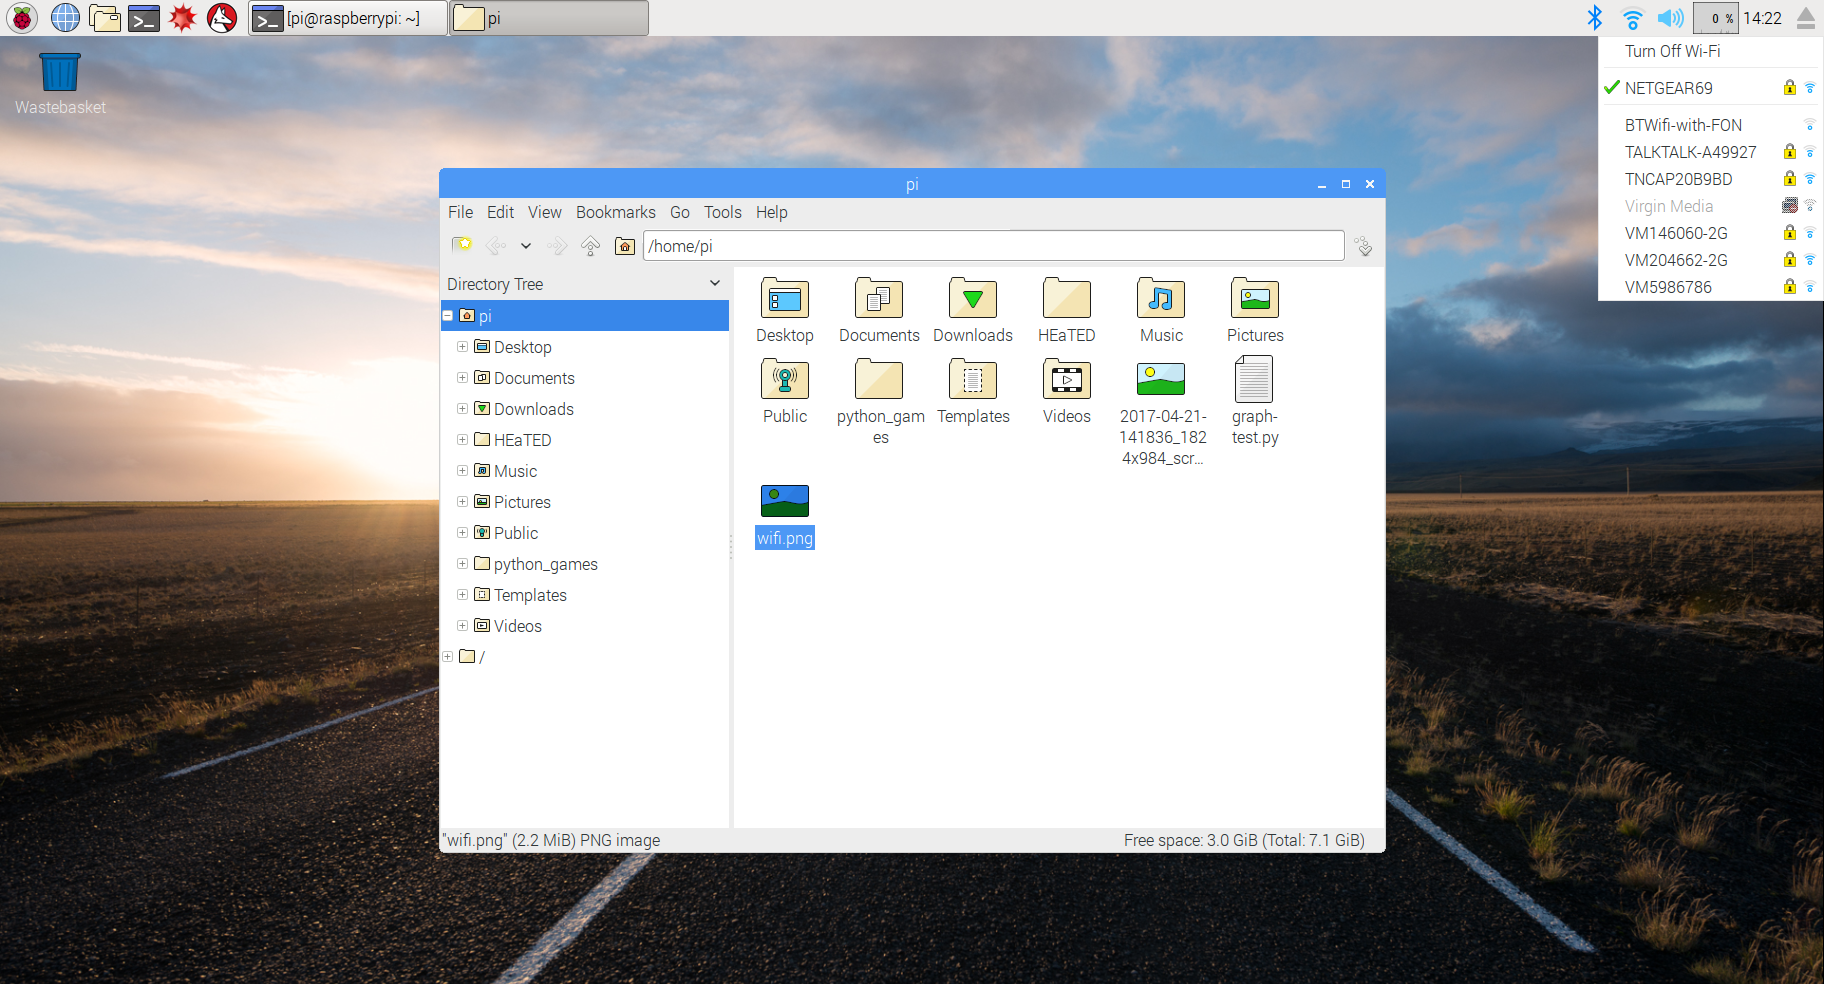 [pi@raspberrypi: ~]
pi
0 %
14:22
Wastebasket
Turn Off Wi-Fi
NETGEAR69
BTWifi-with-FON
TALKTALK-A49927
TNCAP20B9BD
Virgin Media
VM146060-2G
VM204662-2G
VM5986786
pi
File Edit View Bookmarks Go Tools Help
/home/pi
Directory Tree
pi
Desktop
Documents
Downloads
HEaTED
Music
Pictures
Public
python_games
Templates
Videos
/
Desktop Documents Downloads HEaTED Music Pictures
Public python_gam Templates Videos 2017-04-21- graph-
es 141836_182 test.py
4x984_scr...
wifi.png
"wifi.png" (2.2 MiB) PNG image
Free space: 3.0 GiB (Total: 7.1 GiB)